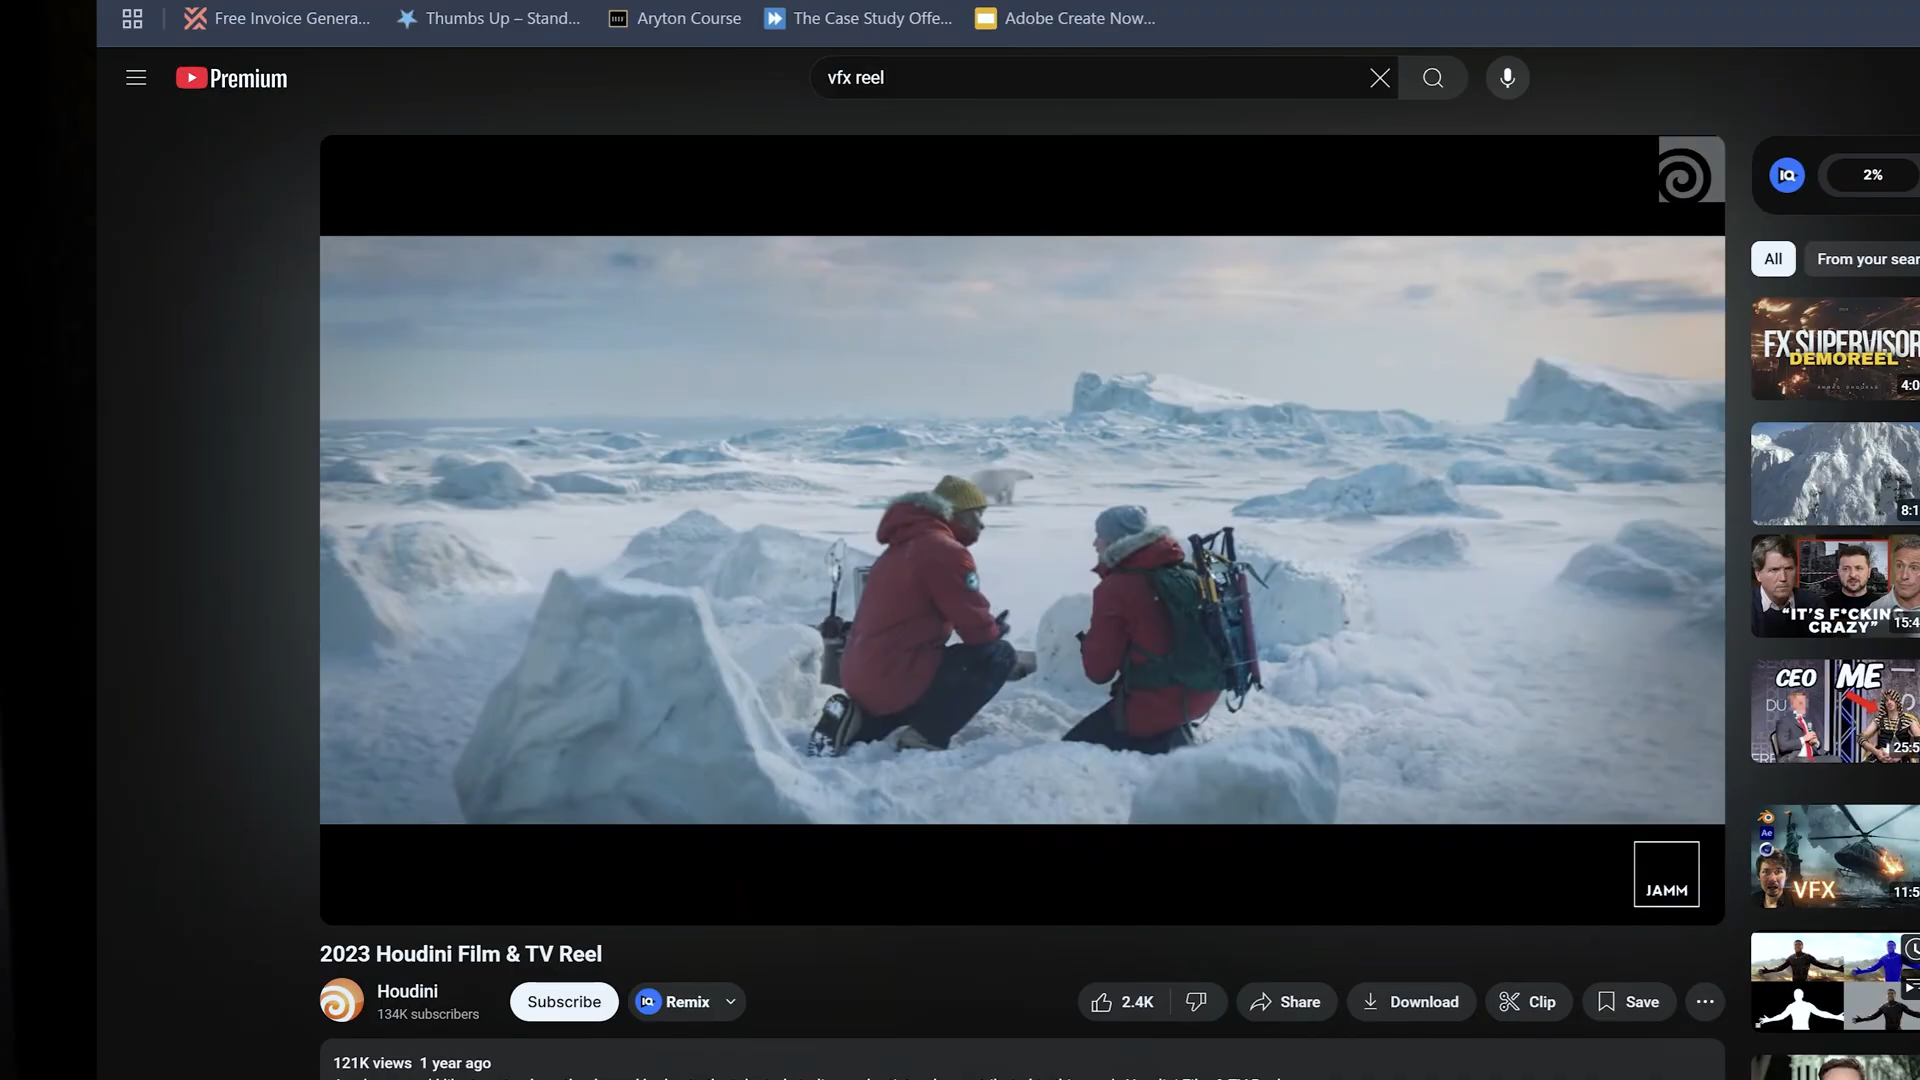 Free Invoice Genera...
Thumbs Up – Stand...
Aryton Course
The Case Study Offe...
Adobe Create Now...
Premium
vfx reel
2%
All
From your sear
FX SUPERVISOR
DEMOREEL
4:0
8:1
"IT'S F*CKIN
CRAZY"
15:4
CEO ME
25:5
Ae
VFX
11:5
JAMM
2023 Houdini Film & TV Reel
Houdini
134K subscribers
Subscribe
IQ
Remix
2.4K
Share
Download
Clip
Save
121K views 1 year ago